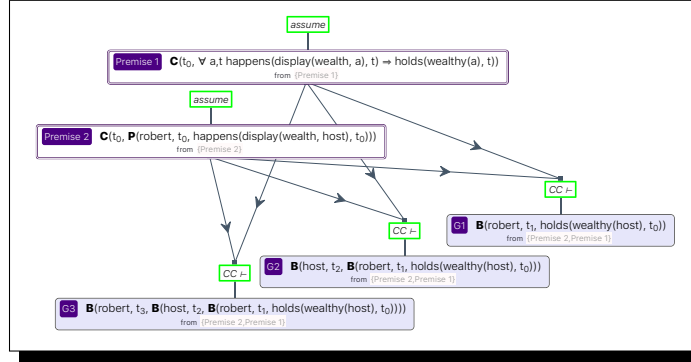 assume
Premise 1 C(t₀, ∀ a,t happens(display(wealth, a), t) ⇒ holds(wealthy(a), t))
from {Premise 1}
assume
Premise 2 C(t₀, P(robert, t₀, happens(display(wealth, host), t₀)))
from {Premise 2}
CC ⊢
G1 B(robert, t₁, holds(wealthy(host), t₀))
from {Premise 2,Premise 1}
CC ⊢
G2 B(host, t₂, B(robert, t₁, holds(wealthy(host), t₀)))
from {Premise 2,Premise 1}
CC ⊢
G3 B(robert, t₃, B(host, t₂, B(robert, t₁, holds(wealthy(host), t₀))))
from {Premise 2,Premise 1}